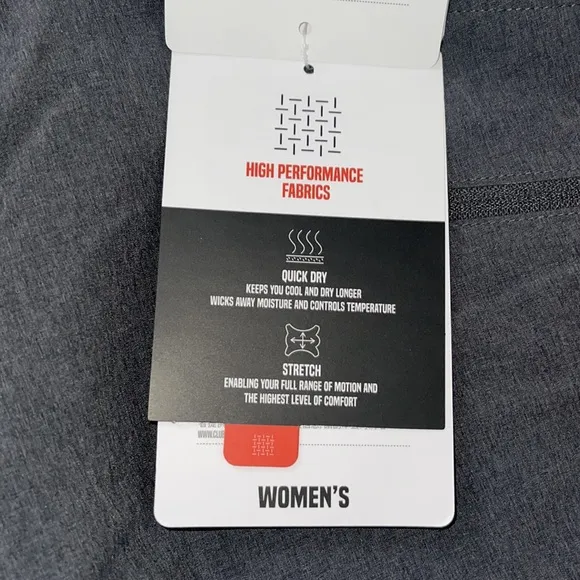 HIGH PERFORMANCE
FABRICS
QUICK DRY
KEEPS YOU COOL AND DRY LONGER
WICKS AWAY MOISTURE AND CONTROLS TEMPERATURE
STRETCH
ENABLING YOUR FULL RANGE OF MOTION AND
THE HIGHEST LEVEL OF COMFORT
WOMEN'S